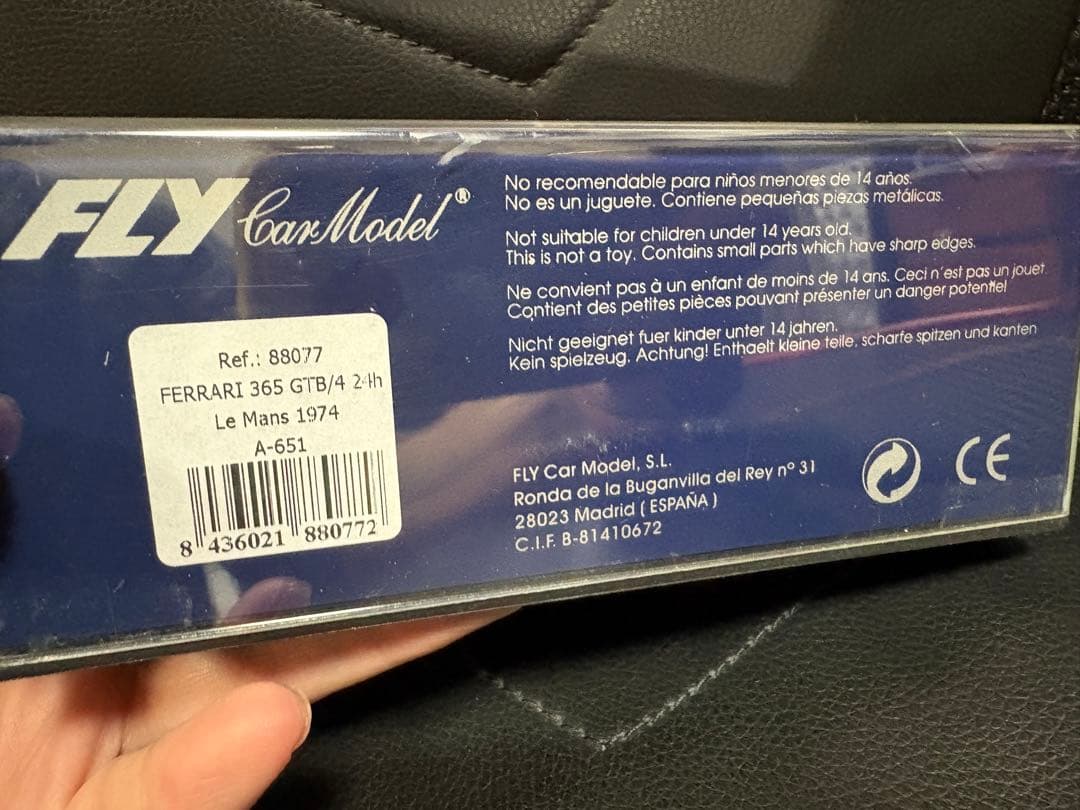 FLY Car Model®
No recomendable para niños menores de 14 años.
No es un juguete. Contiene pequeñas piezas metálicas.
Not suitable for children under 14 years old.
This is not a toy. Contains small parts which have sharp edges.
Ne convient pas à un enfant de moins de 14 ans. Ceci n'est pas un jouet
Contient des petites pièces pouvant présenter un danger potentiel
Nicht geeignet fuer kinder unter 14 jahren.
Kein spielzeug. Achtung! Enthaelt kleine teile, scharfe spitzen und kanten
Ref.: 88077
FERRARI 365 GTB/4 24h
Le Mans 1974
A-651
8 436021 880772
FLY Car Model, S.L.
Ronda de la Buganvilla del Rey nº 31
28023 Madrid ( ESPAÑA )
C.I.F. B-81410672
CE